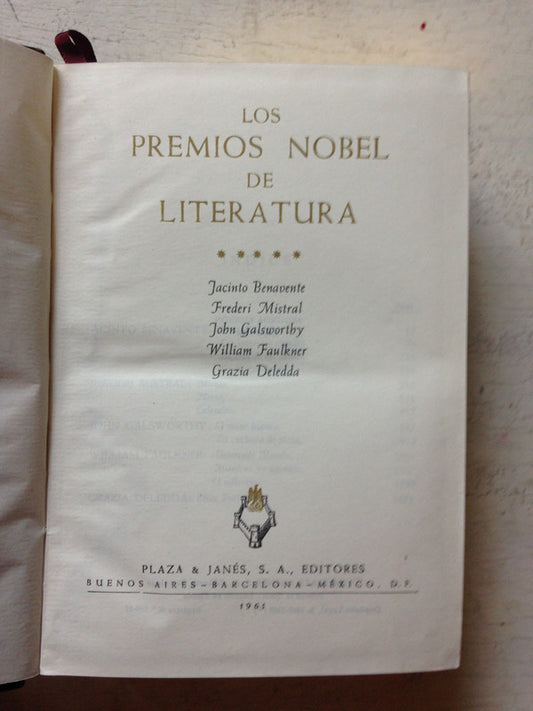 LOS
PREMIOS NOBEL
DE
LITERATURA
*****
Jacinto Benavente
Frederi Mistral
John Galsworthy
William Faulkner
Grazia Deledda
PLAZA & JANÉS, S. A., EDITORES
BUENOS AIRES-BARCELONA-MÉXICO, D. F.
1961